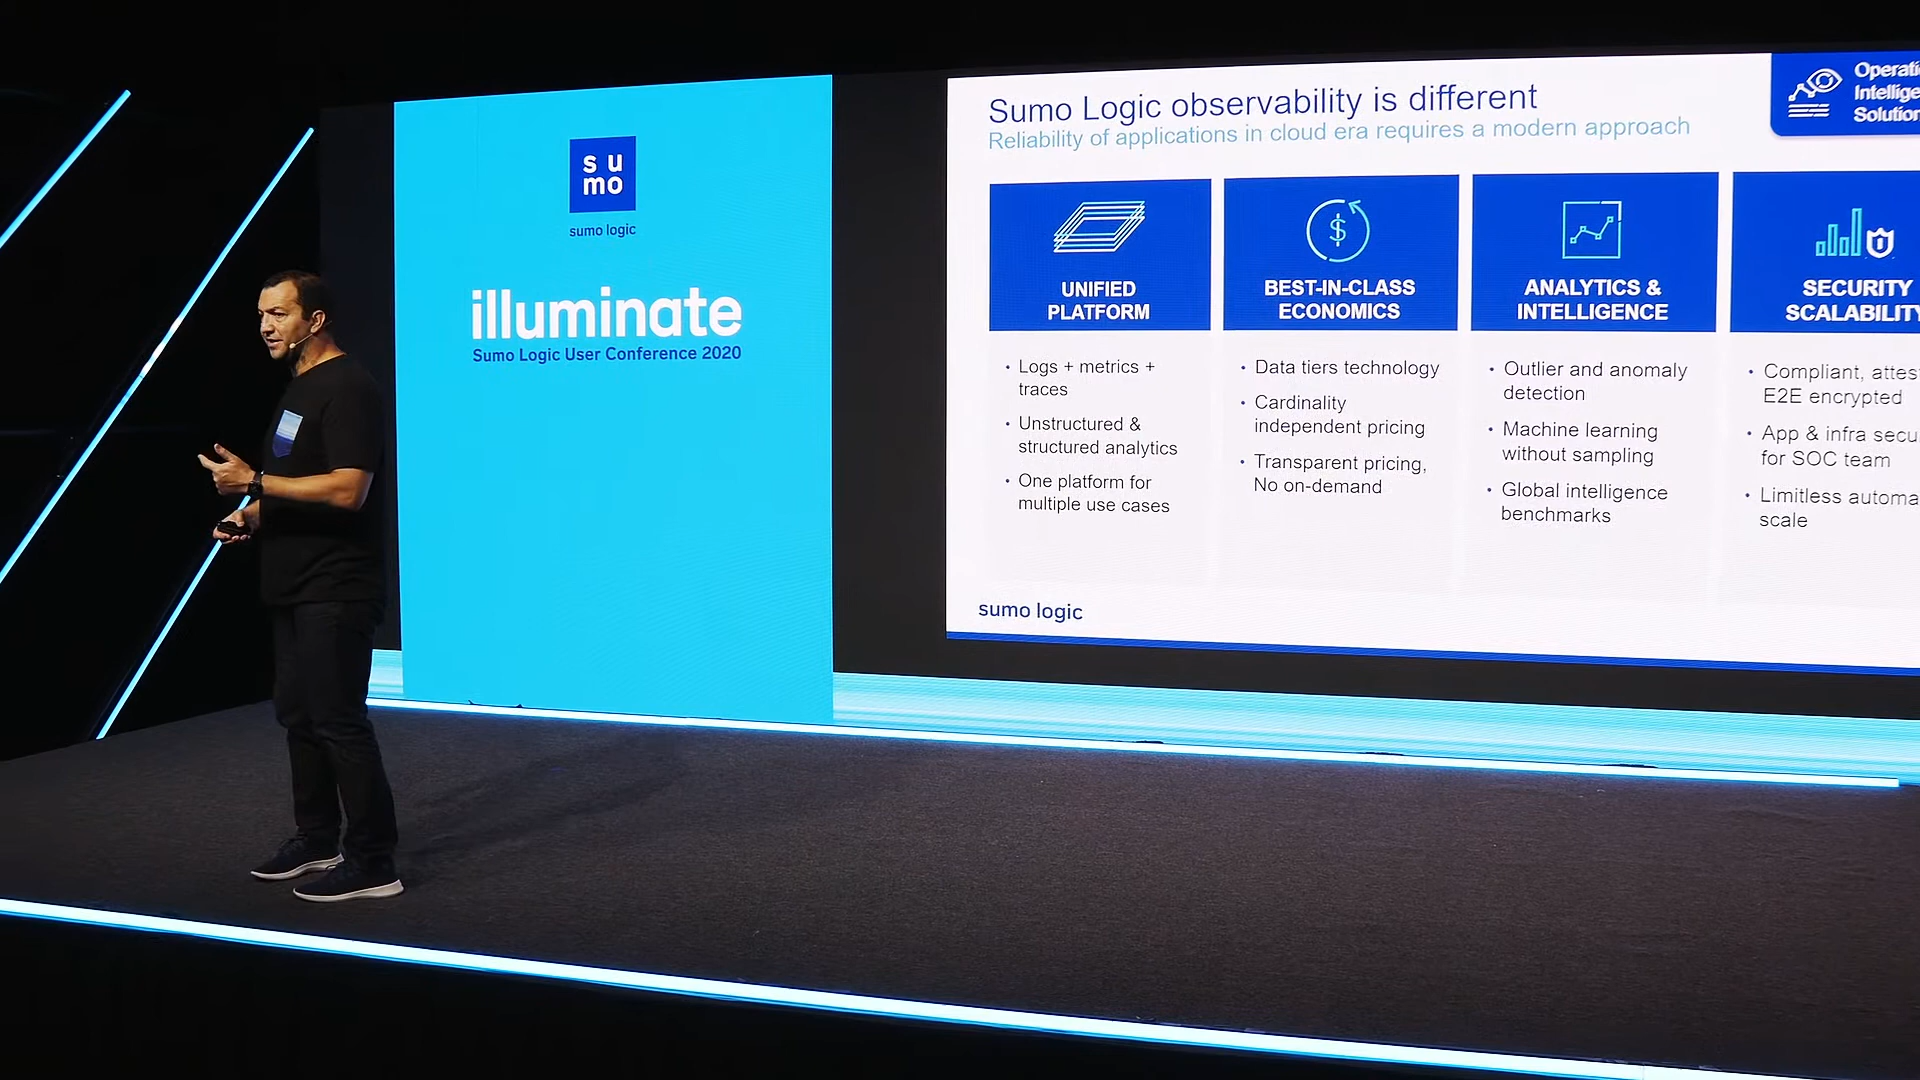 su
mo
sumo logic
illuminate
Sumo Logic User Conference 2020
Sumo Logic observability is different
Reliability of applications in cloud era requires a modern approach
UNIFIED
PLATFORM
Logs + metrics +
traces
Unstructured &
structured analytics
One platform for
multiple use cases
BEST-IN-CLASS
ECONOMICS
Data tiers technology
Cardinality
independent pricing
Transparent pricing,
No on-demand
ANALYTICS &
INTELLIGENCE
Outlier and anomaly
detection
Machine learning
without sampling
Global intelligence
benchmarks
SECURITY
Compliant,
E2E encrypted
App & infra
for SOC team
Limitless
scale
sumo logic